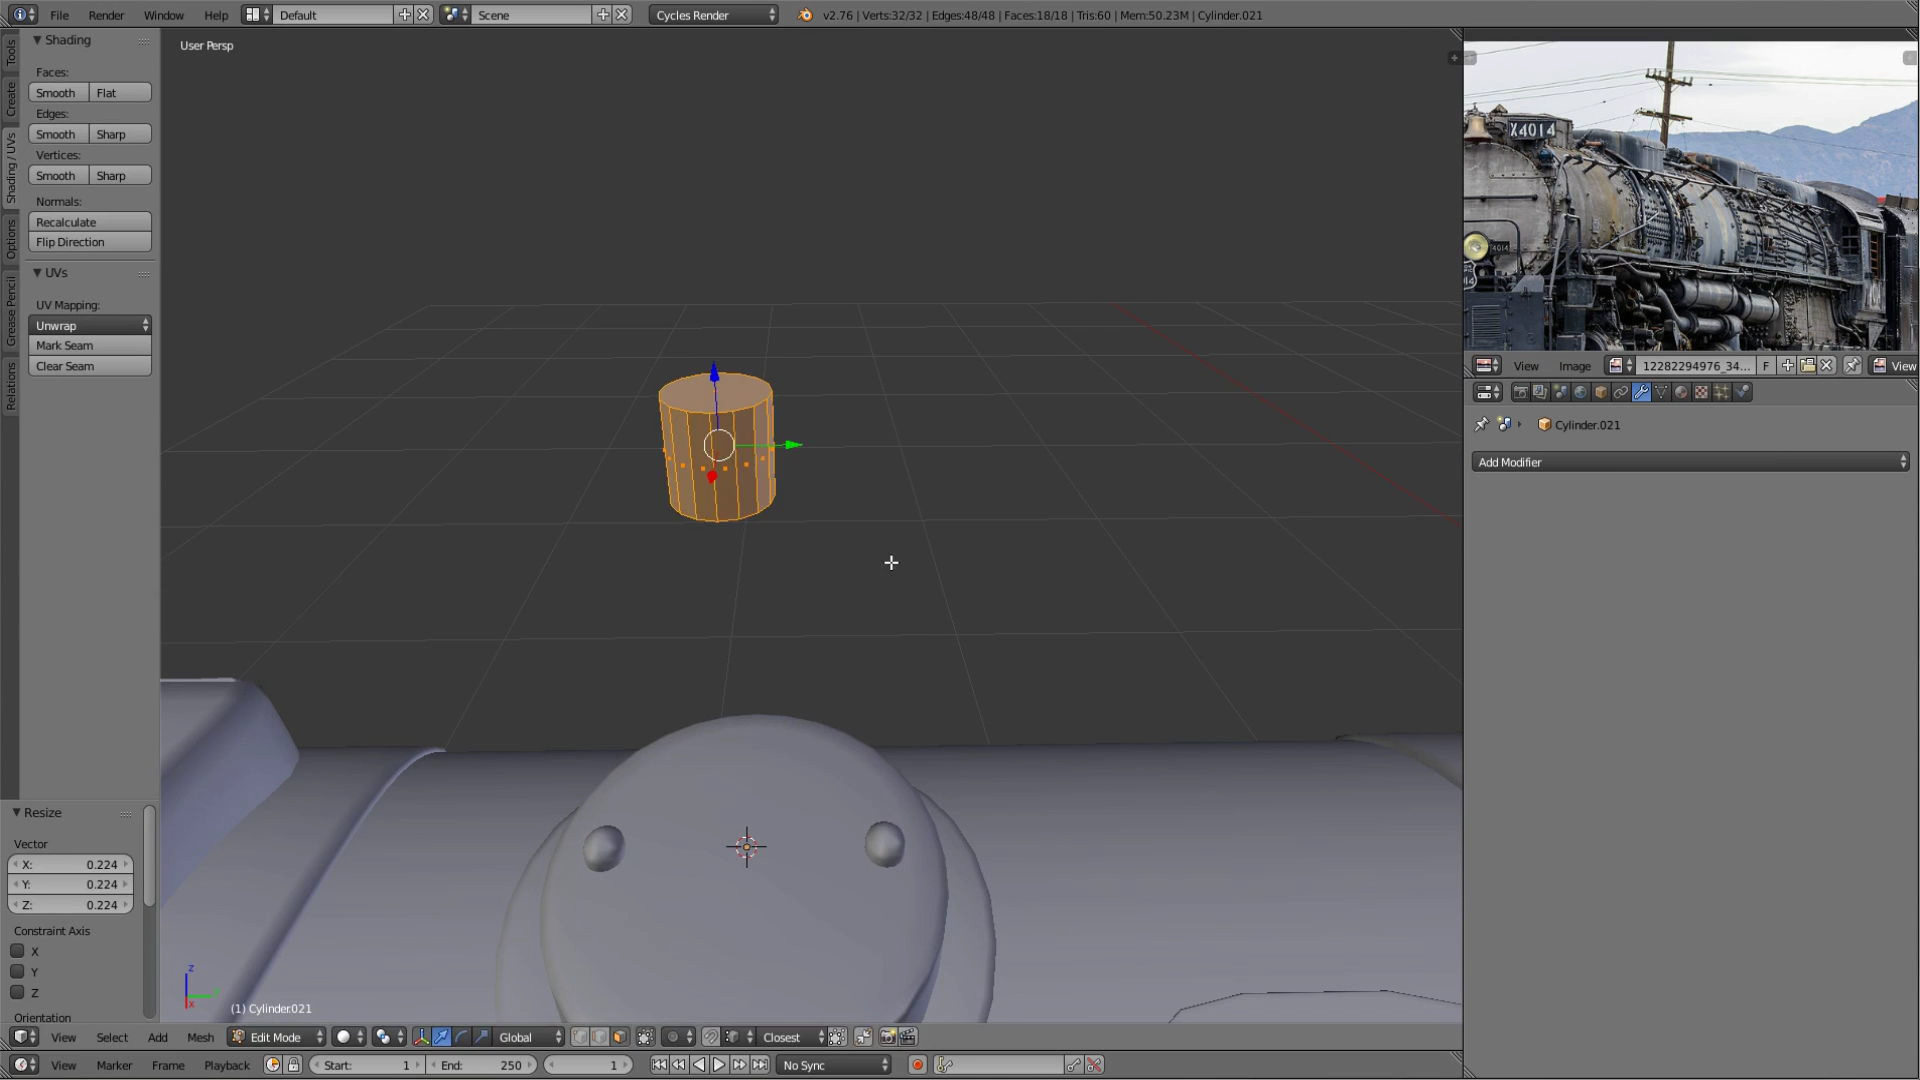 File Render Window Help Default Scene Cycles Render v2.76 | Verts:32/32 | Edges:48/48 | Faces:18/18 | Tris:60 | Mem:50.23M | Cylinder.021
Tools
Create
Shading / UVs
Options
Grease Pencil
Relations
Shading
Faces:
Smooth Flat
Edges:
Smooth Sharp
Vertices:
Smooth Sharp
Normals:
Recalculate
Flip Direction
UVs
UV Mapping:
Unwrap
Mark Seam
Clear Seam
Resize
Vector
X: 0.224
Y: 0.224
Z: 0.224
Constraint Axis
X
Y
Z
Orientation
User Persp
z
x
(1) Cylinder.021
X4014
View Image 12282294976_34... F View
Cylinder.021
Add Modifier
View Select Add Mesh Edit Mode Global Closest
View Marker Frame Playback Start: 1 End: 250 1 No Sync